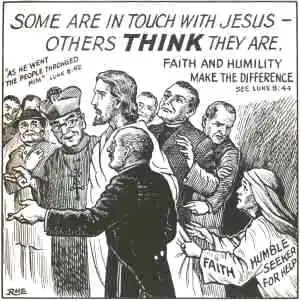 SOME ARE IN TOUCH WITH JESUS –
OTHERS THINK THEY ARE.
"AS HE WENT
THE PEOPLE THRONGED
HIM" LUKE 8:42
FAITH AND HUMILITY
MAKE THE DIFFERENCE
SEE LUKE 8:44
FAITH
HUMBLE
SEEKER
FOR HELP